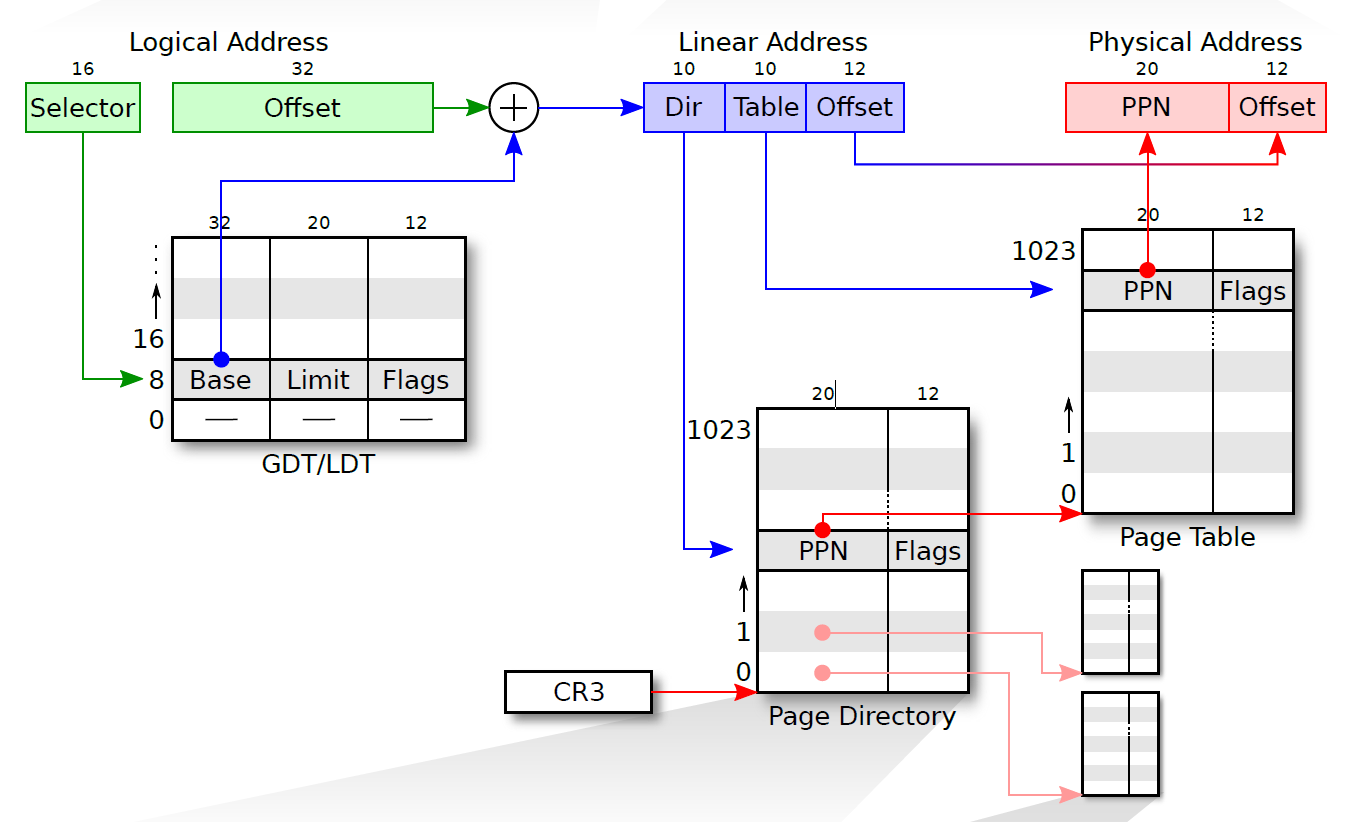 Logical Address Linear Address Physical Address
16 32 10 10 12 20 12
Selector Offset Dir Table Offset PPN Offset
32 20 12
20 12
1023
PPN Flags
16
8 Base Limit Flags
0
GDT/LDT
20 12
1023
1
0
Page Table
PPN Flags
1
0
CR3
Page Directory